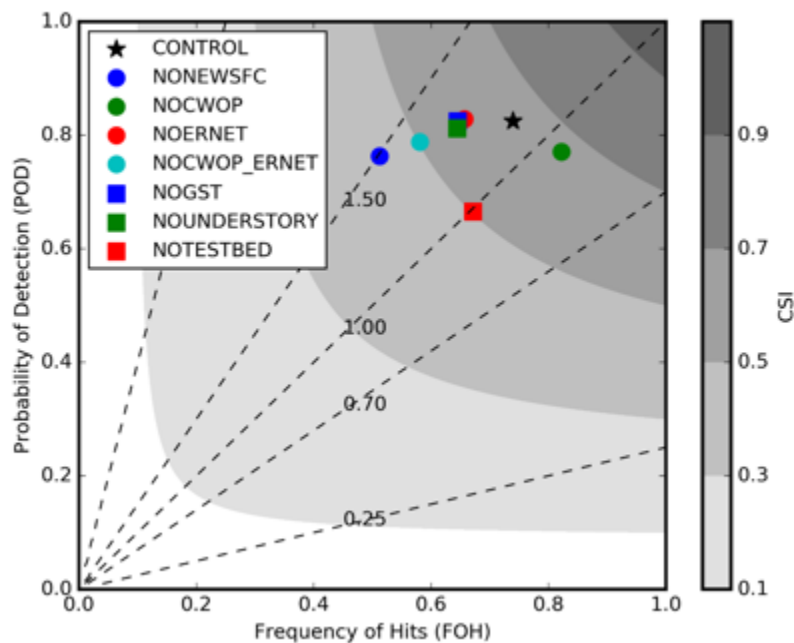 1.0
0.8
0.6
0.4
0.2
0.0
Probability of Detection (POD)
CONTROL
NONEWSFC
NOCWOP
NOERNET
NOCWOP_ERNET
NOGST
NOUNDERSTORY
NOTESTBED
1.50
1.00
0.70
0.25
0.0 0.2 0.4 0.6 0.8 1.0
Frequency of Hits (FOH)
0.9
0.7
0.5
0.3
0.1
CSI